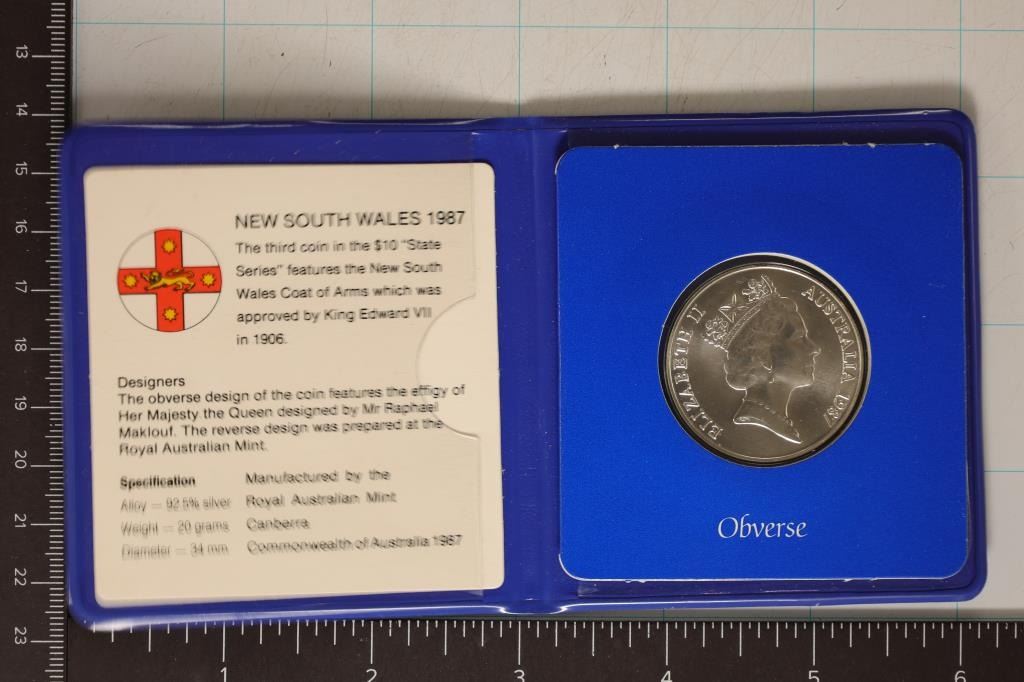 NEW SOUTH WALES 1987
The third coin in the $10 "State
Series" features the New South
Wales Coat of Arms which was
approved by King Edward VII
in 1906.
Designers
The obverse design of the coin features the effigy of
Her Majesty the Queen designed by Mr Raphael
Maklouf. The reverse design was prepared at the
Royal Australian Mint.
Specification
Alloy = 92.5% silver
Weight = 20 grams
Diameter = 34 mm
Manufactured by the
Royal Australian Mint
Canberra
Commonwealth of Australia 1987
ELIZABETH II
AUSTRALIA 1987
Obverse
13
14
15
16
17
18
19
20
21
22
23
1
2
3
4
5
6